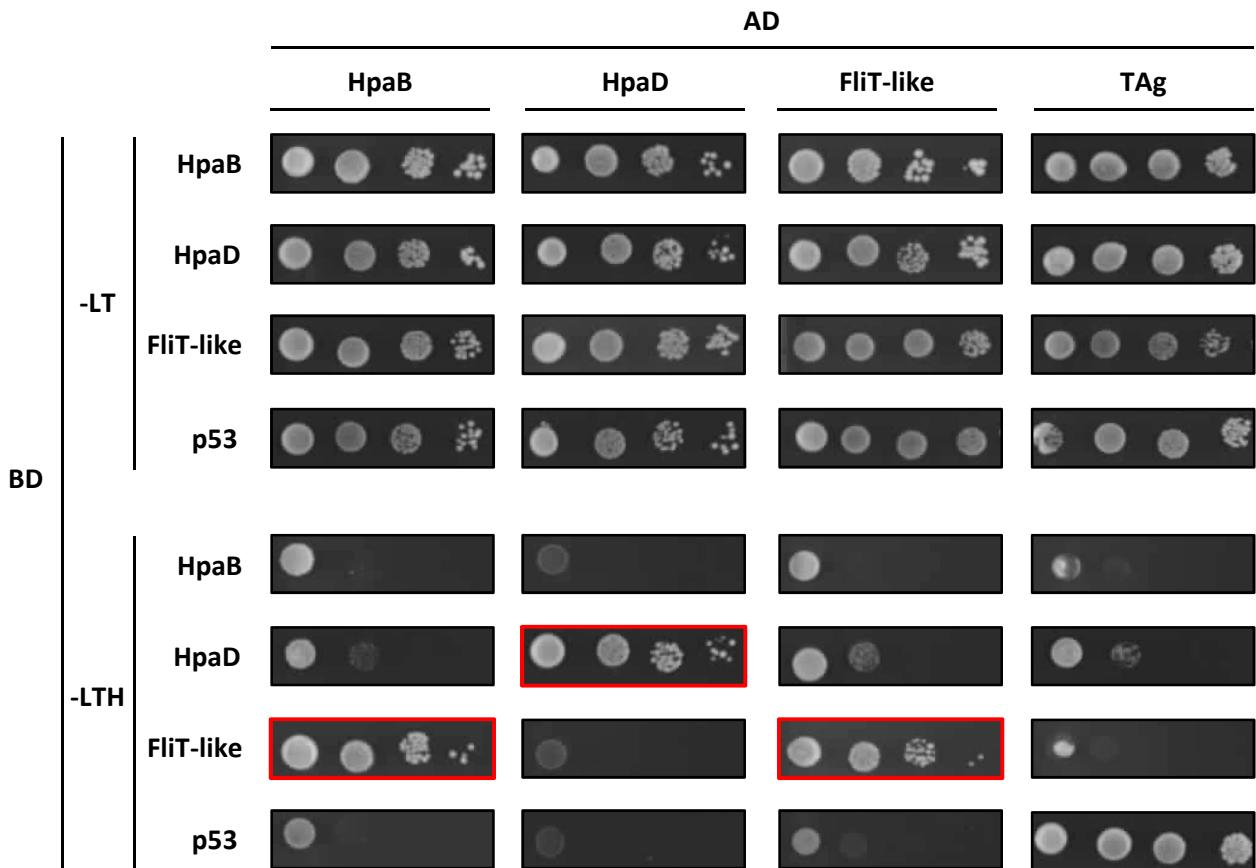 AD
HpaB HpaD FliT-like TAg
HpaB
HpaD
-LT
FliT-like
p53
BD
HpaB
HpaD
-LTH
FliT-like
p53